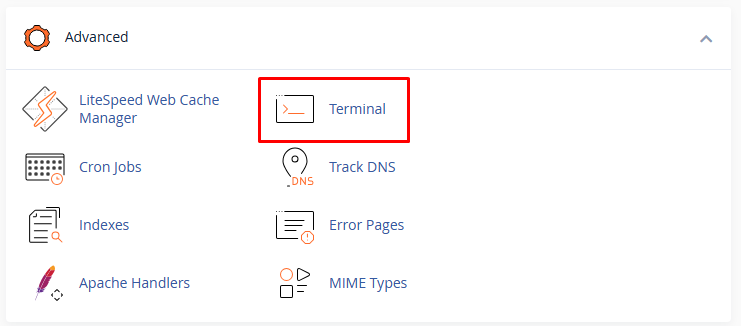 Advanced
LiteSpeed Web Cache
Manager
Terminal
Cron Jobs
DNS
Track DNS
Indexes
Error Pages
Apache Handlers
MIME Types